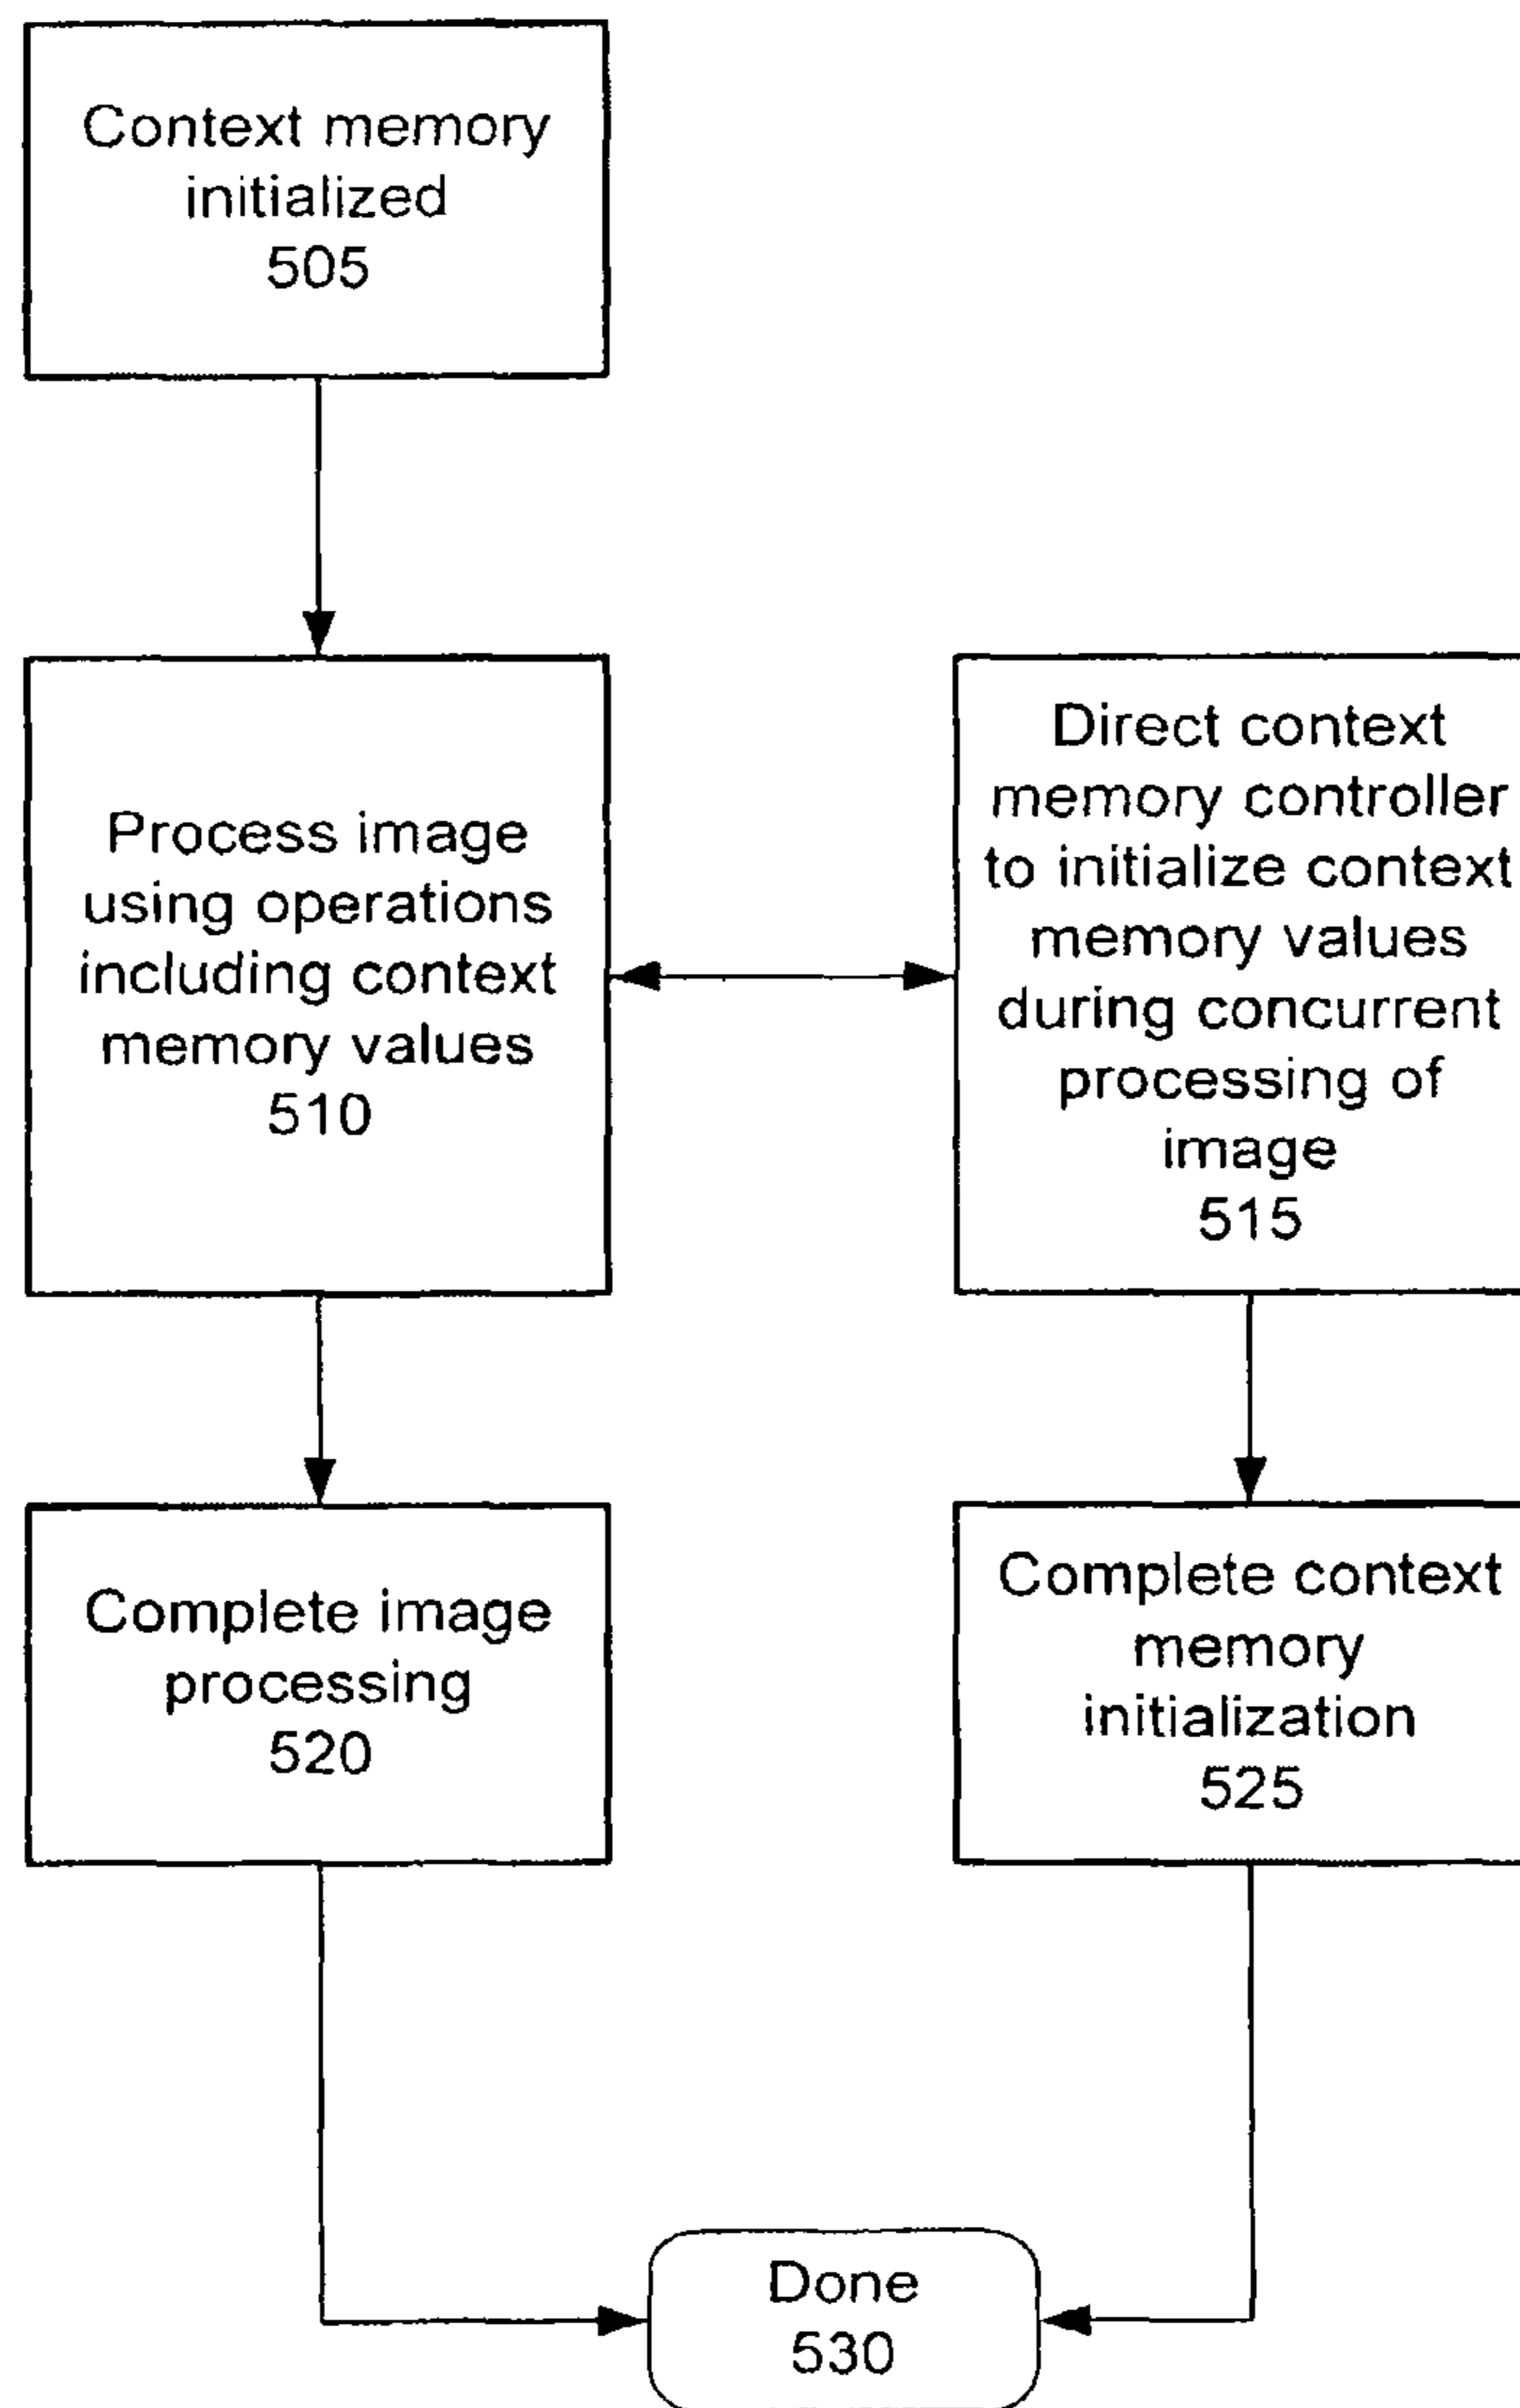 Context memory
initialized
505
Process image
using operations
including context
memory values
510
Direct context
memory controller
to initialize context
memory values
during concurrent
processing of
image
515
Complete image
processing
520
Complete context
memory
initialization
525
Done
530